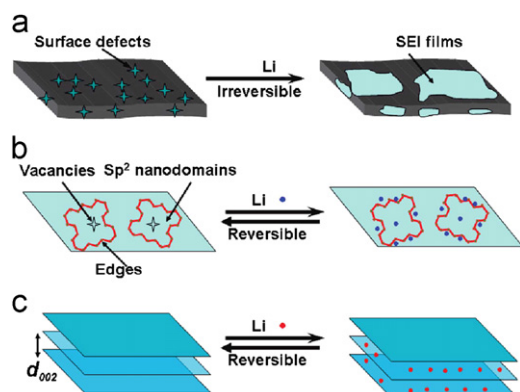 a
Surface defects
SEI films
Li
Irreversible
b
Vacancies
Sp² nanodomains
Li
Reversible
Edges
c
Li
Reversible
d002